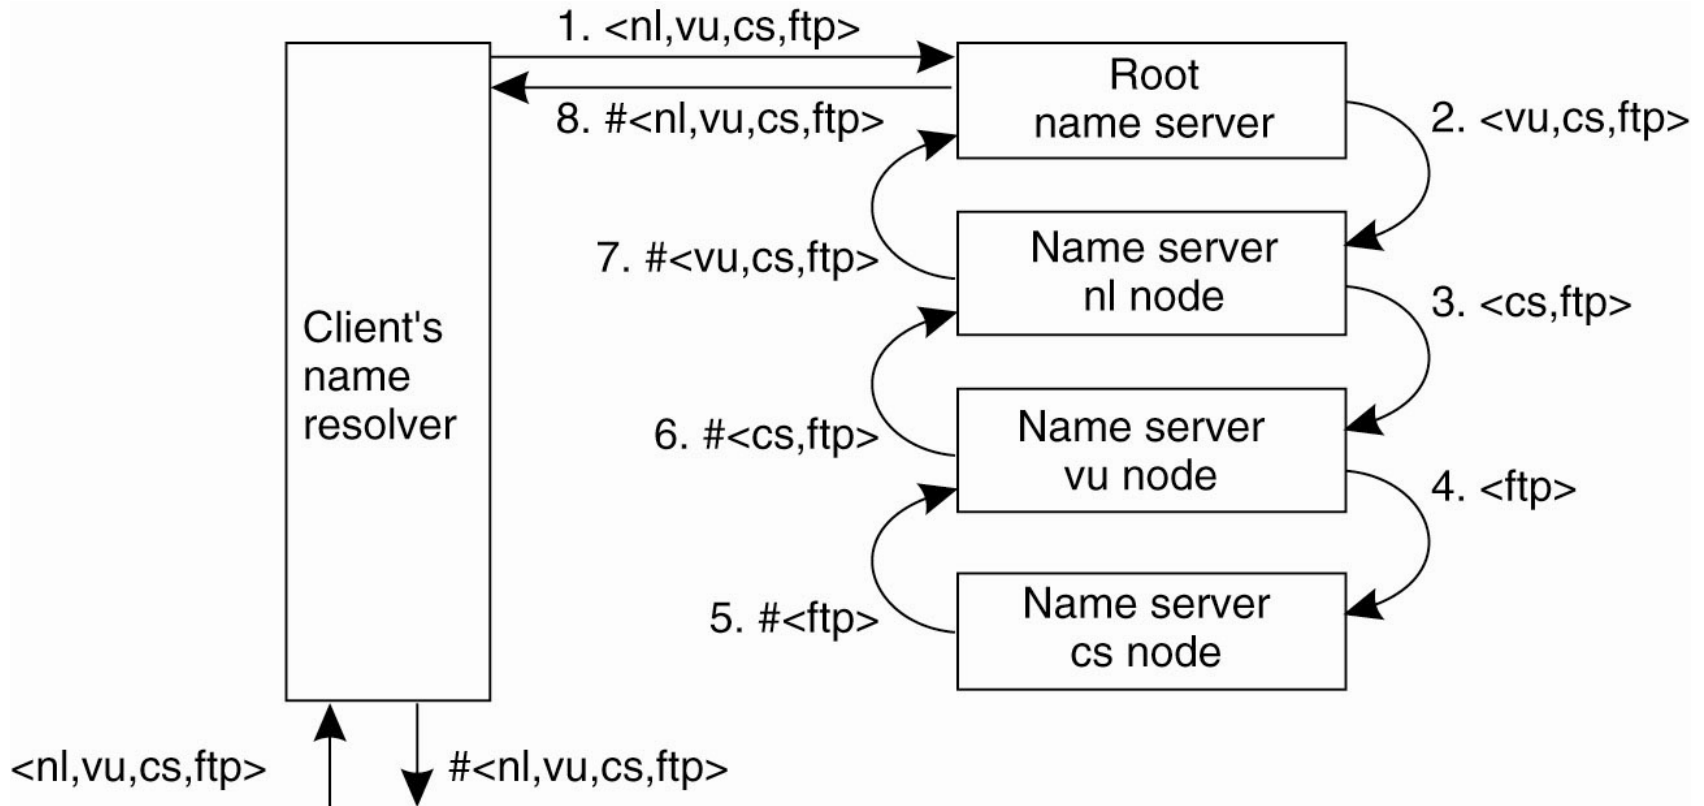 1. <nl,vu,cs,ftp>
Root
name server
8. #<nl,vu,cs,ftp>
2. <vu,cs,ftp>
Name server
nl node
7. #<vu,cs,ftp>
3. <cs,ftp>
Client's
name
resolver
Name server
vu node
6. #<cs,ftp>
4. <ftp>
Name server
cs node
5. #<ftp>
<nl,vu,cs,ftp>
#<nl,vu,cs,ftp>